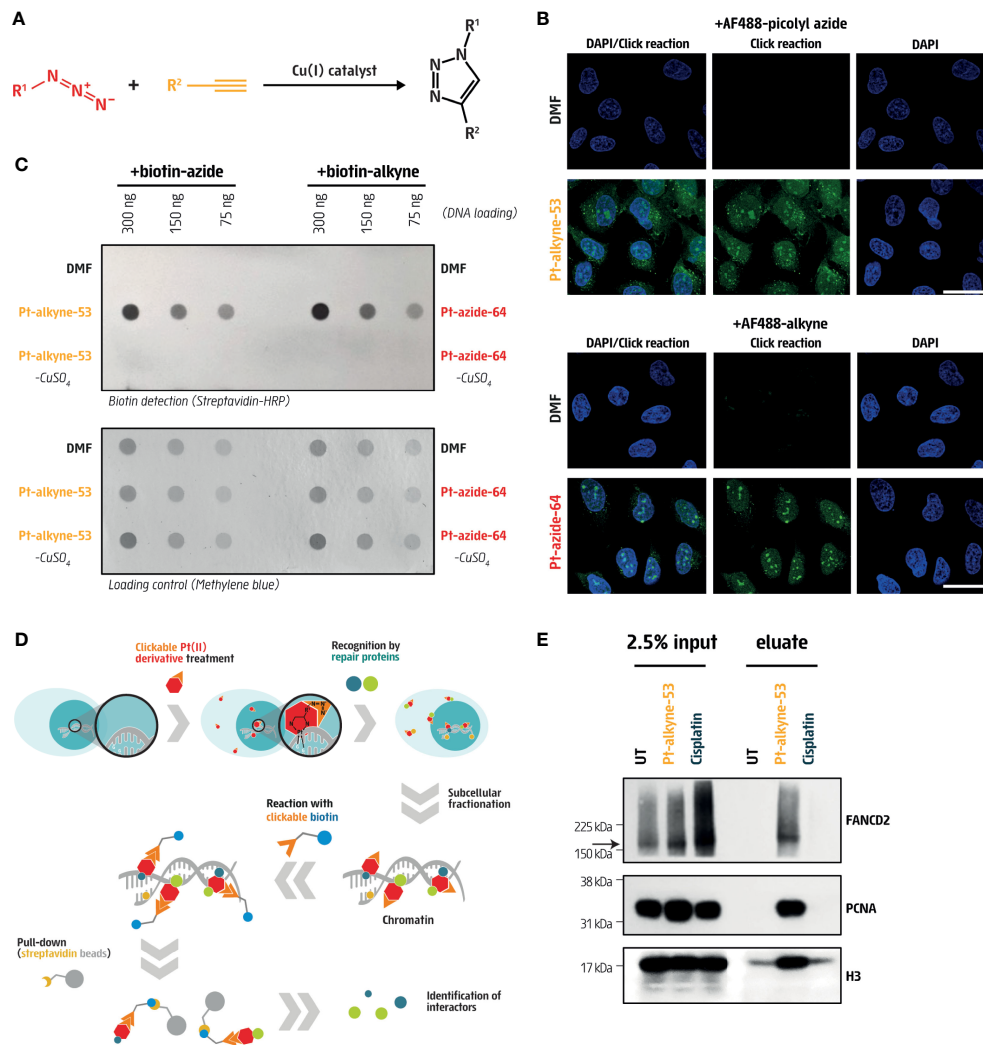 A
R¹
N
N⁺
N⁻
+
R²
Cu(I) catalyst
R¹
N
N
N
R²
B
+AF488-picolyl azide
DAPI/Click reaction
Click reaction
DAPI
DMF
Pt-alkyne-53
+AF488-alkyne
DAPI/Click reaction
Click reaction
DAPI
DMF
Pt-azide-64
C
+biotin-azide
+biotin-alkyne
300 ng
150 ng
75 ng
300 ng
150 ng
75 ng
(DNA loading)
DMF
DMF
Pt-alkyne-53
Pt-azide-64
Pt-alkyne-53
Pt-azide-64
-CuSO₄
-CuSO₄
Biotin detection (Streptavidin-HRP)
DMF
DMF
Pt-alkyne-53
Pt-azide-64
Pt-alkyne-53
Pt-azide-64
-CuSO₄
-CuSO₄
Loading control (Methylene blue)
D
Clickable Pt(II)
derivative treatment
Recognition by
repair proteins
Subcellular
fractionation
Reaction with
clickable biotin
Chromatin
Pull-down
(streptavidin beads)
Identification of
interactors
E
2.5% input
eluate
UT
Pt-alkyne-53
Cisplatin
UT
Pt-alkyne-53
Cisplatin
225 kDa
150 kDa
FANCD2
38 kDa
31 kDa
PCNA
17 kDa
H3